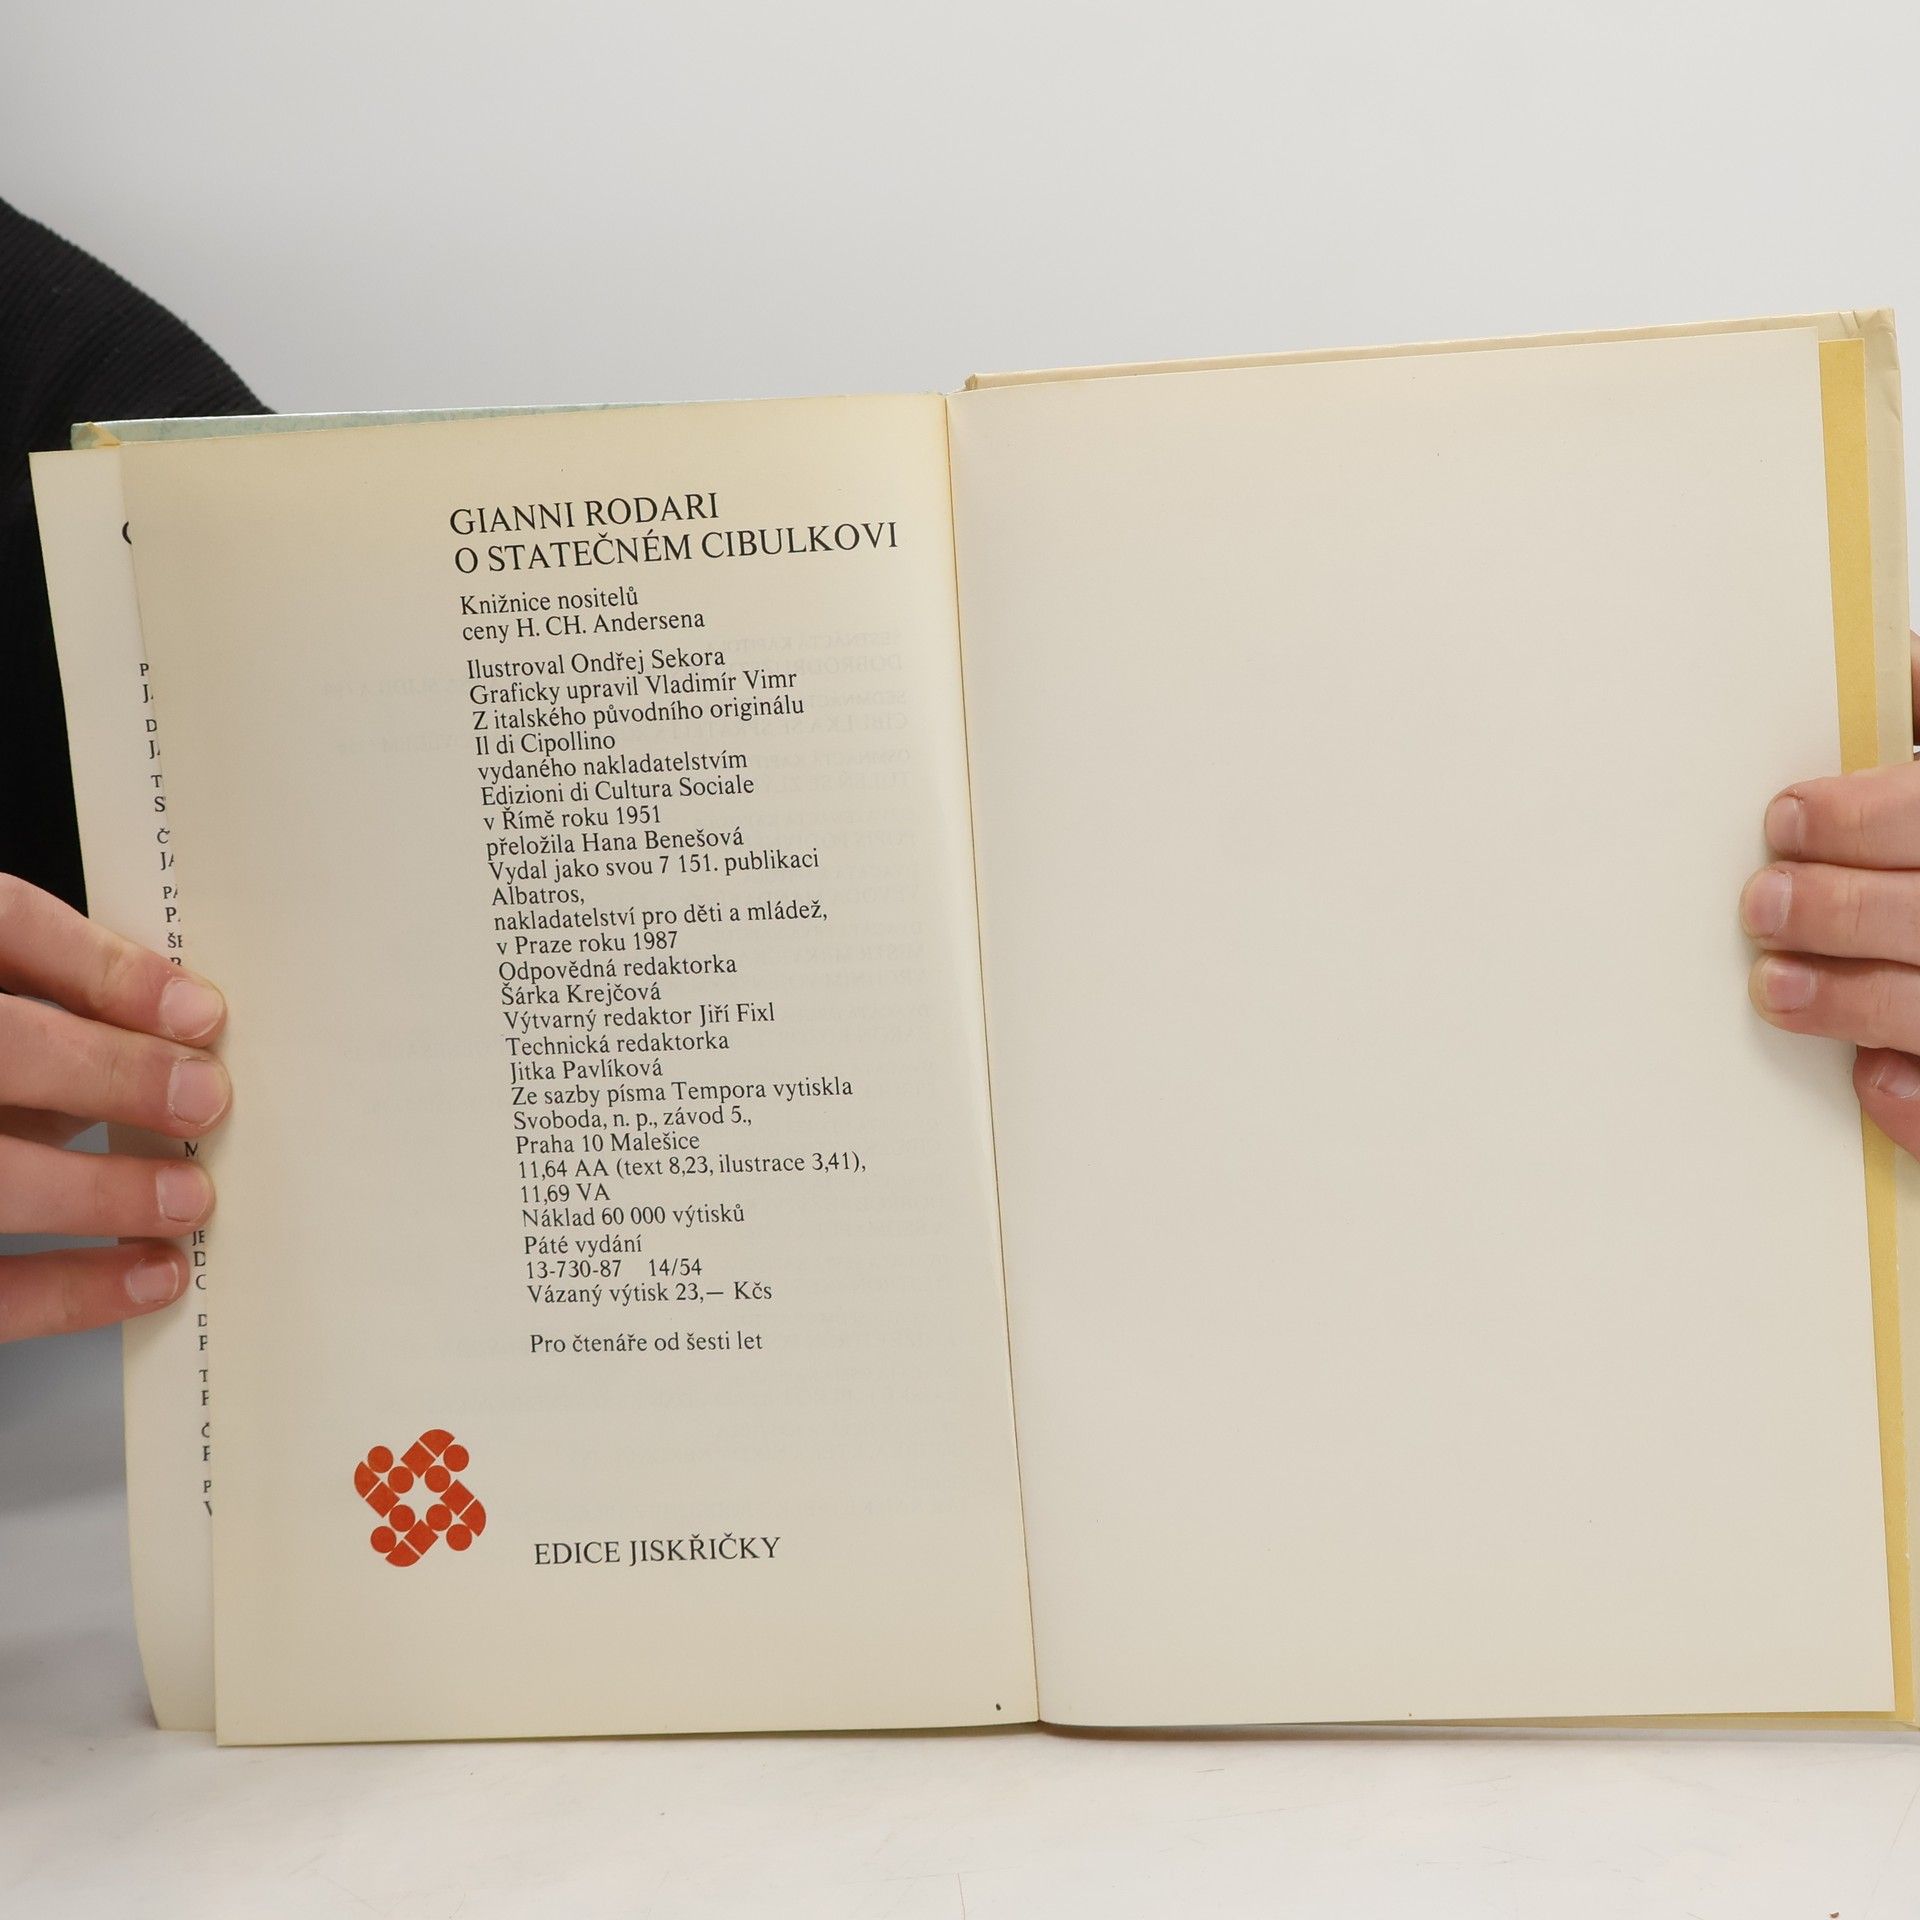 GIANNI RODARI
O STATEČNÉM CIBULKOVI
Knižnice nositelů
ceny H. CH. Andersena
Ilustroval Ondřej Sekora
Graficky upravil Vladimír Vimr
Z italského původního originálu
Il di Cipollino
vydaného nakladatelstvím
Edizioni di Cultura Sociale
v Římě roku 1951
přeložila Hana Benešová
Vydal jako svou 7 151. publikaci
Albatros,
nakladatelství pro děti a mládež,
v Praze roku 1987
Odpovědná redaktorka
Šárka Krejčová
Výtvarný redaktor Jiří Fixl
Technická redaktorka
Jitka Pavlíková
Ze sazby písma Tempora vytiskla
Svoboda, n. p., závod 5.,
Praha 10 Malešice
11,64 AA (text 8,23, ilustrace 3,41),
11,69 VA
Náklad 60 000 výtisků
Páté vydání
13-730-87 14/54
Vázaný výtisk 23,— Kčs
Pro čtenáře od šesti let
EDICE JISKŘIČKY